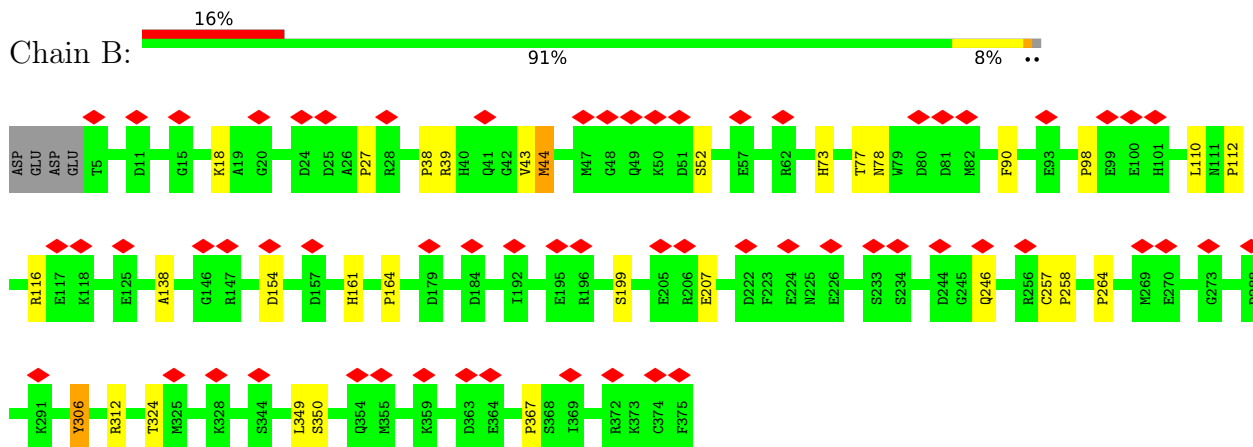 16%
Chain B:
91% 8% ••
ASP GLU ASP GLU T5 D11 G15 K18 A19 G20 D24 D25 A26 P27 R28 P38 R39 H40 Q41 G42 V43 M44 M47 G48 Q49 K50 D51 S52 E57 R62 H73 T77 N78 W79 D80 D81 M82 F90 E93 P98 E99 E100 H101 L110 N111 P112
R116 E117 K118 E125 A138 G146 R147 D154 D157 H161 P164 D179 D184 I192 E195 R196 S199 E205 R206 E207 D222 F223 E224 N225 E226 S233 S234 D244 G245 Q246 R256 C257 P258 P264 M269 E270 G273
K291 Y306 R312 T324 M325 K328 S344 L349 S350 Q354 M355 K359 D363 E364 P367 S368 I369 R372 K373 C374 F375